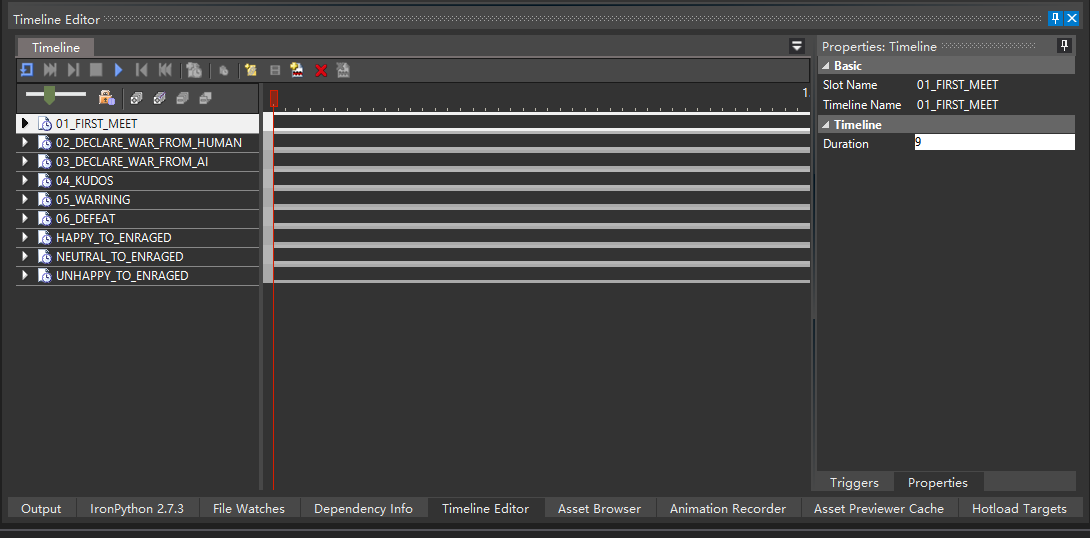 Timeline Editor
Timeline
Properties: Timeline
Basic
Slot Name 01_FIRST_MEET
Timeline Name 01_FIRST_MEET
Timeline
Duration 9
1
01_FIRST_MEET
02_DECLARE_WAR_FROM_HUMAN
03_DECLARE_WAR_FROM_AI
04_KUDOS
05_WARNING
06_DEFEAT
HAPPY_TO_ENRAGED
NEUTRAL_TO_ENRAGED
UNHAPPY_TO_ENRAGED
Triggers Properties
Output IronPython 2.7.3 File Watches Dependency Info Timeline Editor Asset Browser Animation Recorder Asset Previewer Cache Hotload Targets